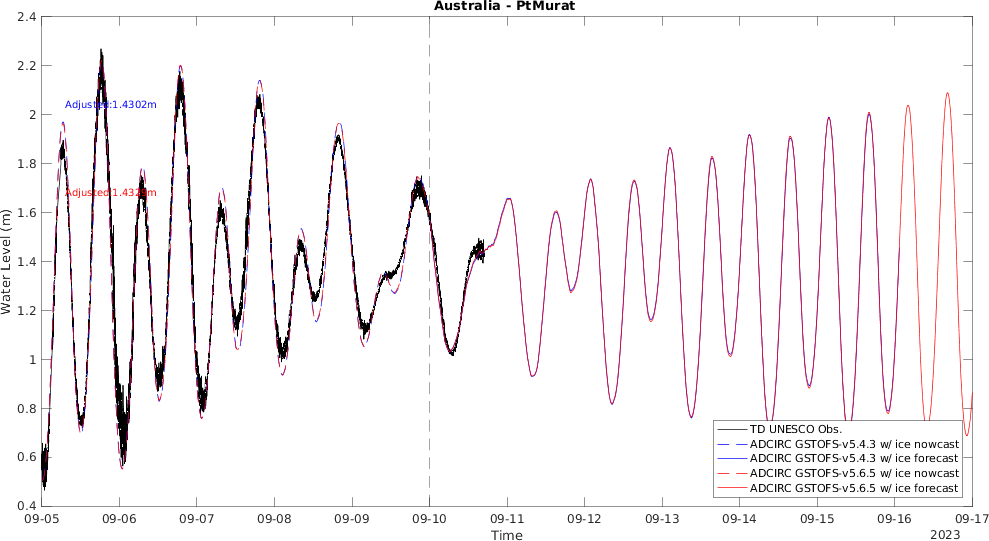 Australia - PtMurat
2.4
2.2
2
1.8
1.6
1.4
1.2
1
0.8
0.6
0.4
Water Level (m)
Adjusted:1.4302m
TD UNESCO Obs.
ADCIRC GSTOFS-v5.4.3 w/ ice nowcast
ADCIRC GSTOFS-v5.4.3 w/ ice forecast
ADCIRC GSTOFS-v5.6.5 w/ ice nowcast
ADCIRC GSTOFS-v5.6.5 w/ ice forecast
09-05 09-06 09-07 09-08 09-09 09-10 09-11 09-12 09-13 09-14 09-15 09-16 09-17
Time
2023